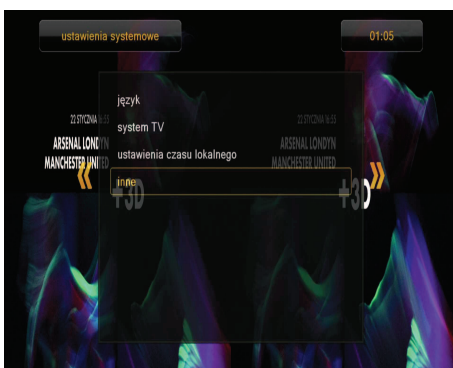 ustawienia systemowe
01:05
język
22 STYCZNIA 16:55
22 STYCZNIA 16:55
system TV
ARSENAL LONDYN
ARSENAL LONDYN
ustawienia czasu lokalnego
MANCHESTER UNITED
MANCHESTER UNITED
inne
+3D
+3D